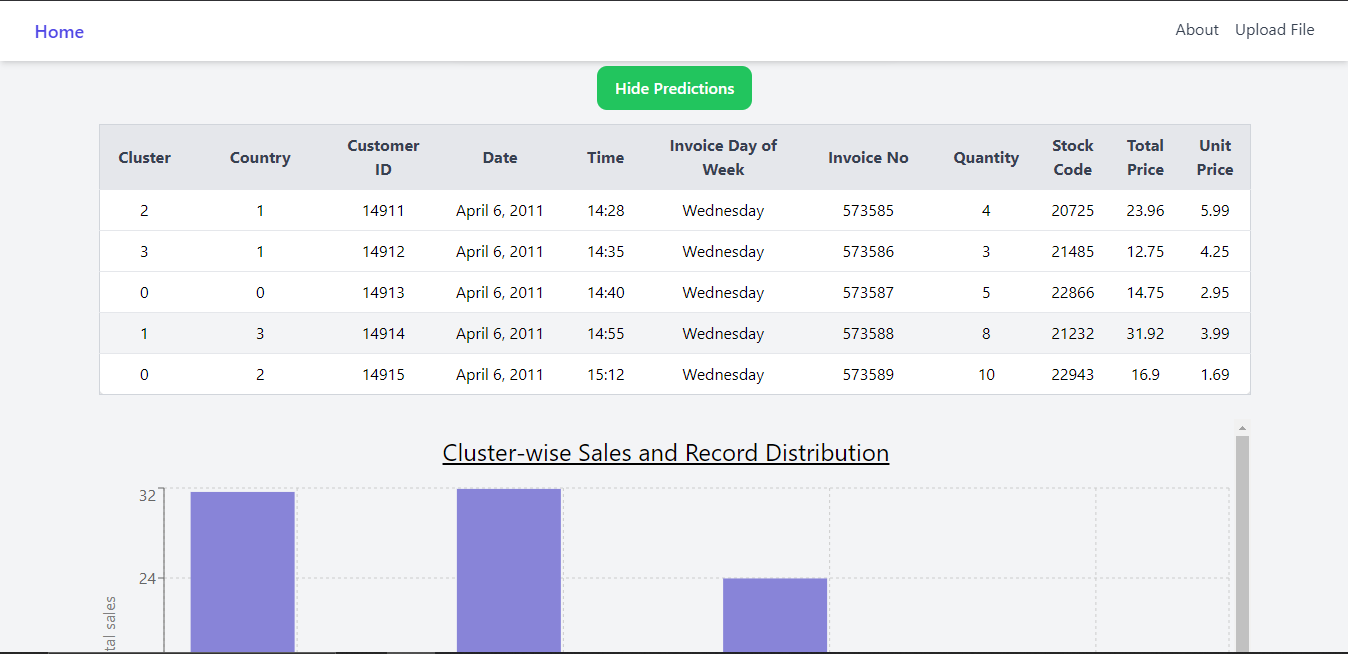 Home About Upload File
Hide Predictions
Cluster Country Customer ID Date Time Invoice Day of Week Invoice No Quantity Stock Code Total Price Unit Price
2 1 14911 April 6, 2011 14:28 Wednesday 573585 4 20725 23.96 5.99
3 1 14912 April 6, 2011 14:35 Wednesday 573586 3 21485 12.75 4.25
0 0 14913 April 6, 2011 14:40 Wednesday 573587 5 22866 14.75 2.95
1 3 14914 April 6, 2011 14:55 Wednesday 573588 8 21232 31.92 3.99
0 2 14915 April 6, 2011 15:12 Wednesday 573589 10 22943 16.9 1.69
Cluster-wise Sales and Record Distribution
32
24
sales